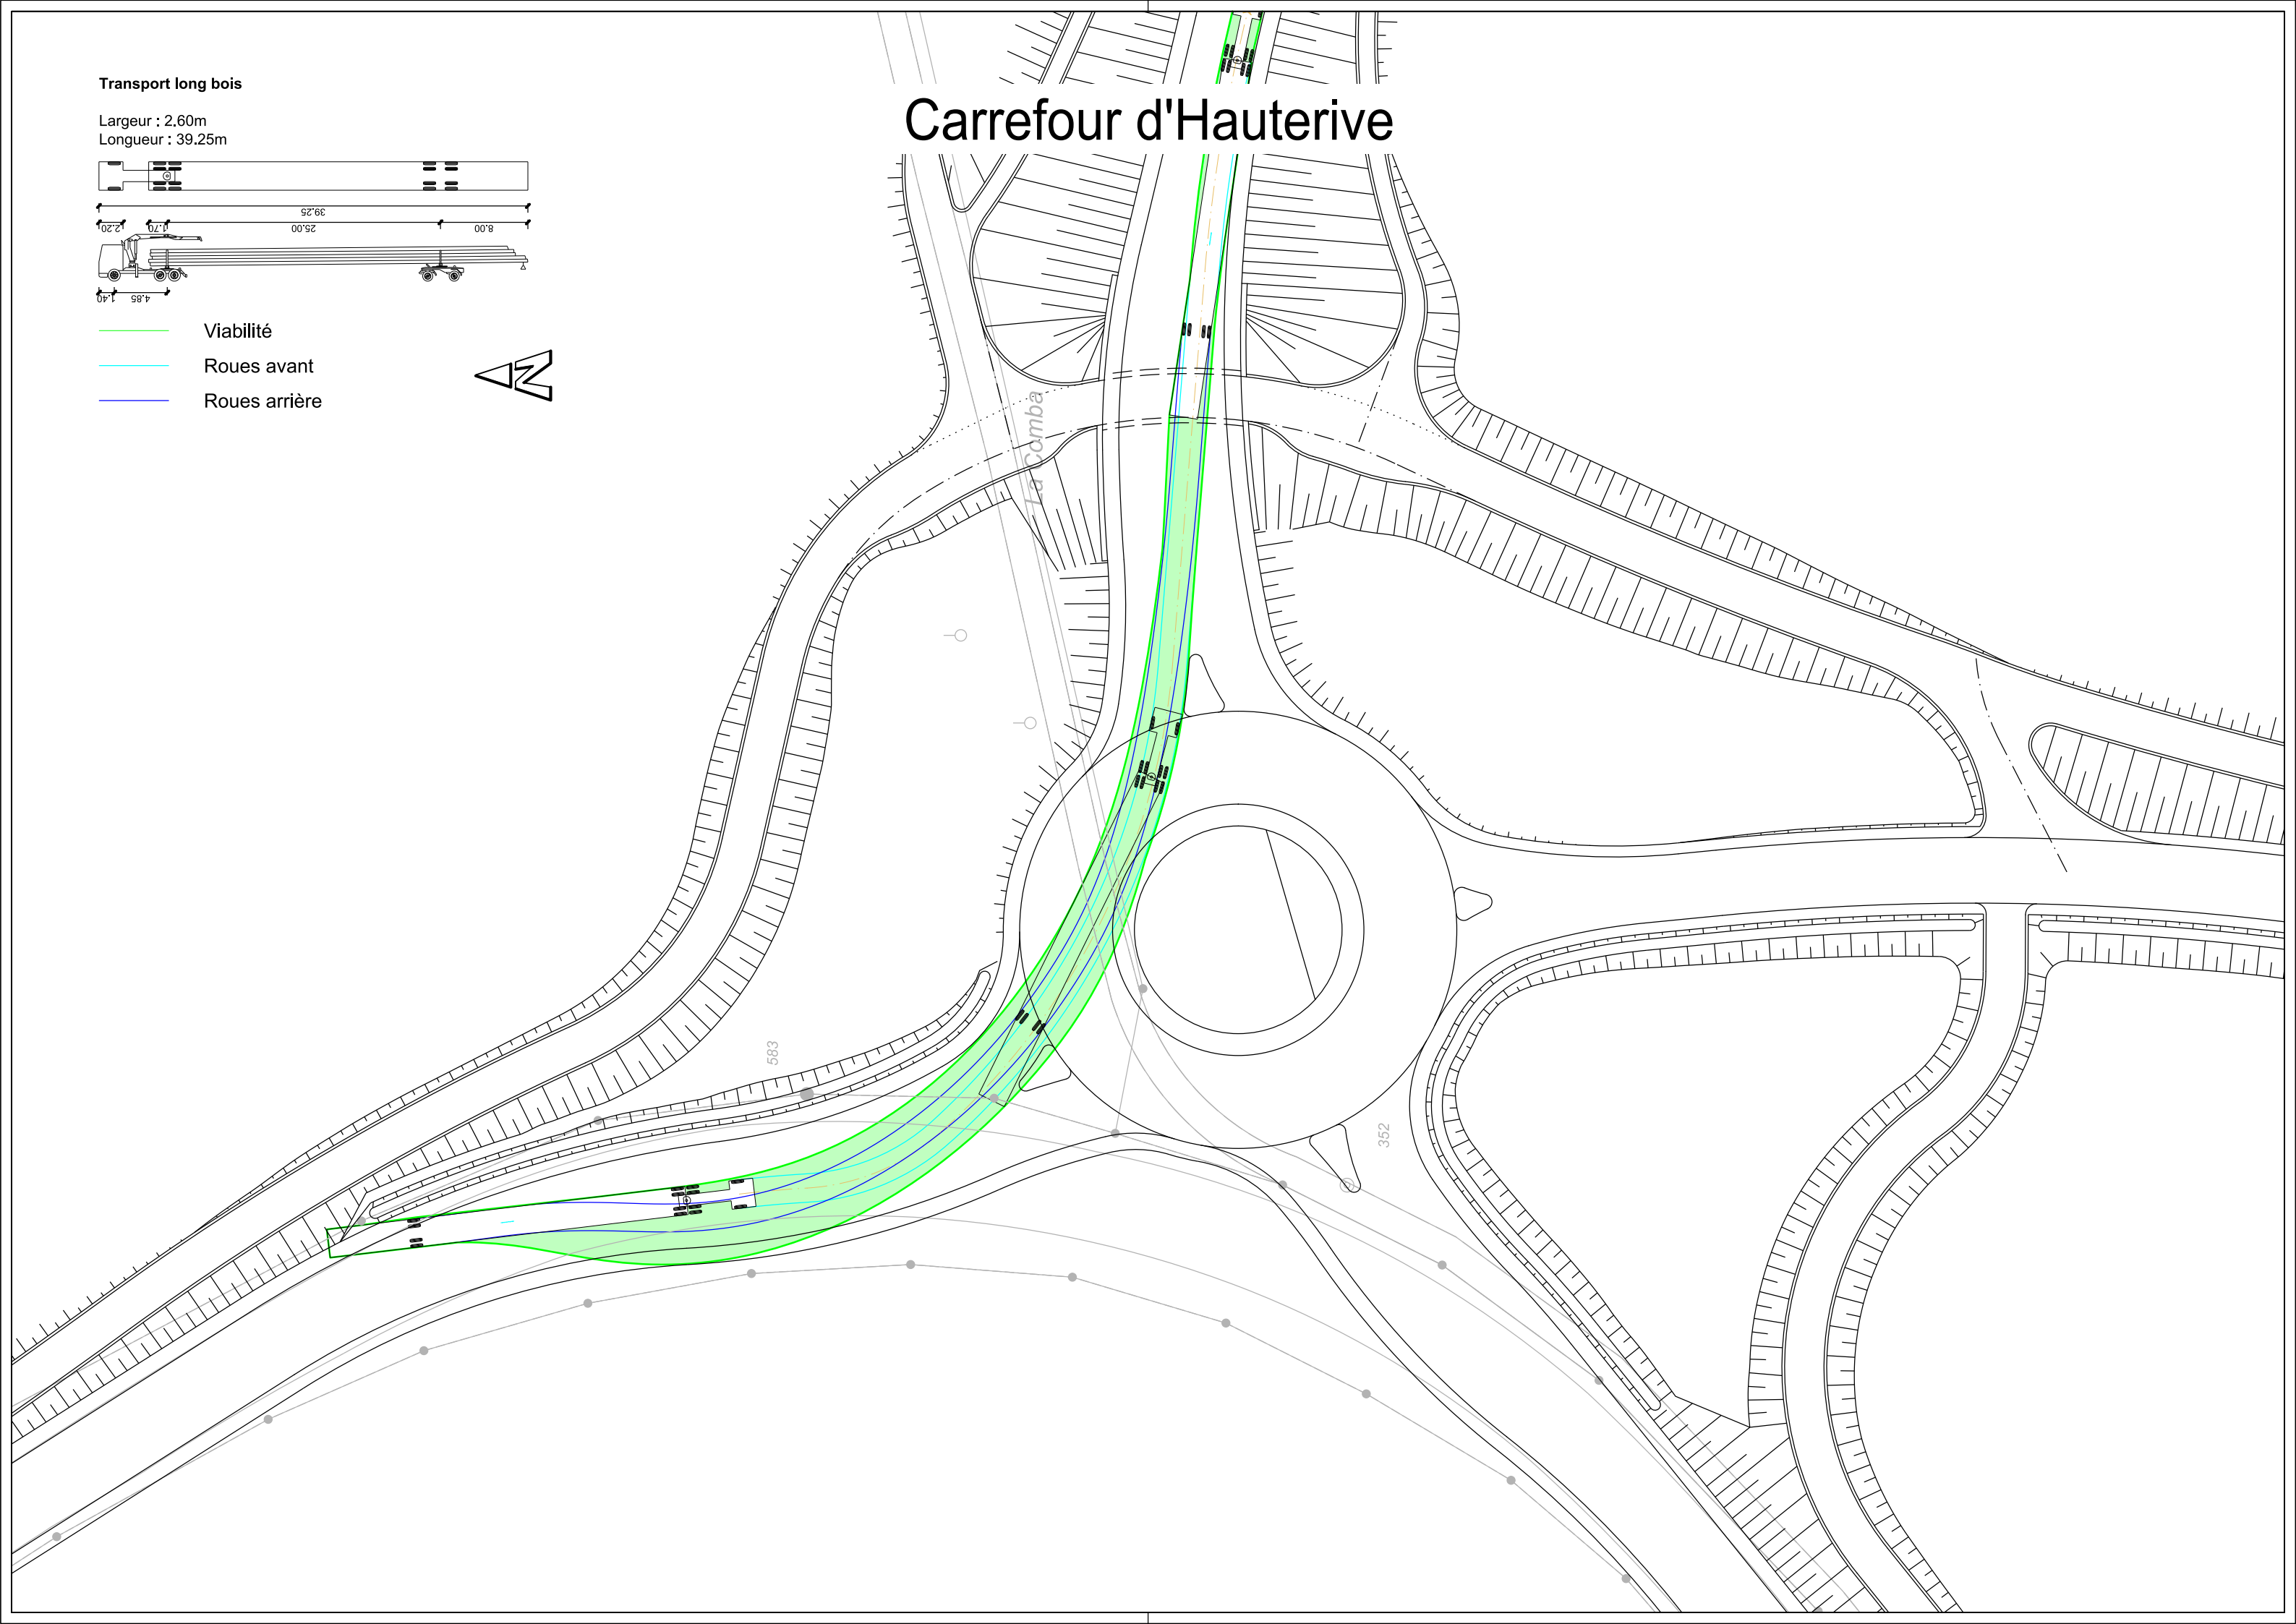 Carrefour d'Hauterive
Transport long bois
Largeur : 2.60m
Longueur : 39.25m
39.25
2.20
1.70
25.00
8.00
1.40
4.85
Viabilité
Roues avant
Roues arrière
N
La Comba
583
352